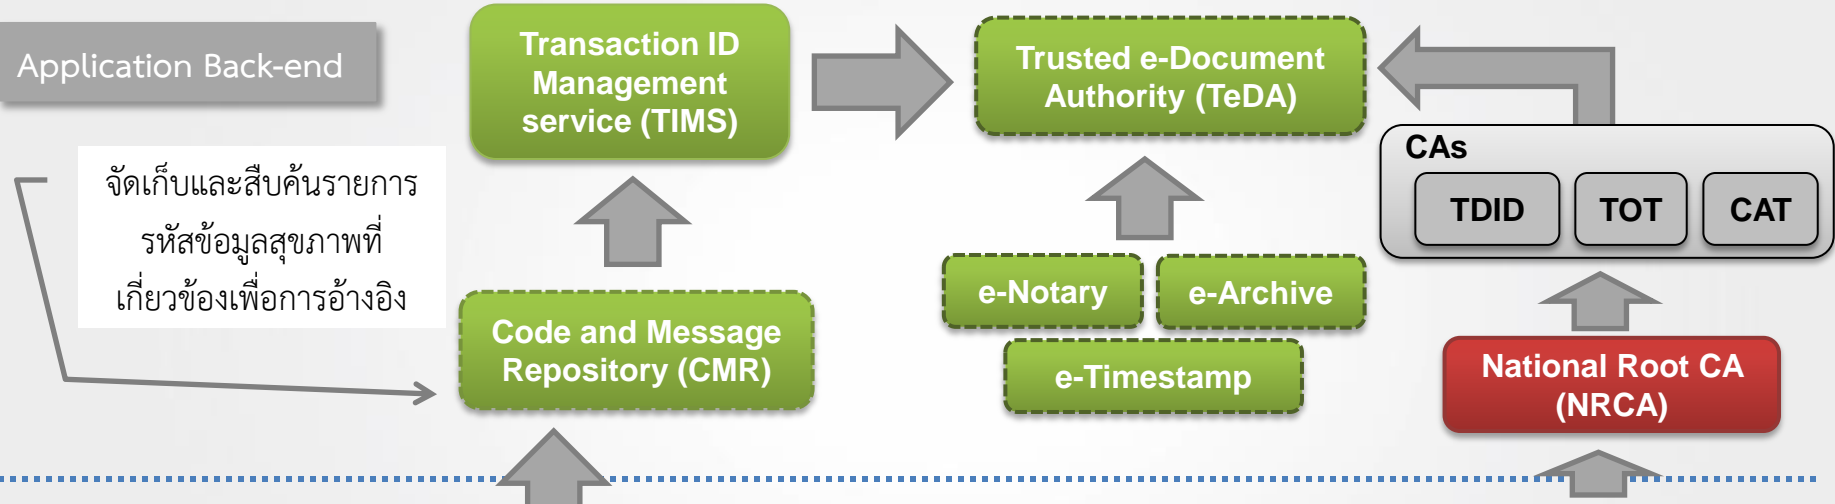 Application Back-end
Transaction ID
Management
service (TIMS)
Trusted e-Document
Authority (TeDA)
CAs
TDID
TOT
CAT
จัดเก็บและสืบค้นรายการ
รหัสข้อมูลสุขภาพที่
เกี่ยวข้องเพื่อการอ้างอิง
e-Notary
e-Archive
e-Timestamp
Code and Message
Repository (CMR)
National Root CA
(NRCA)